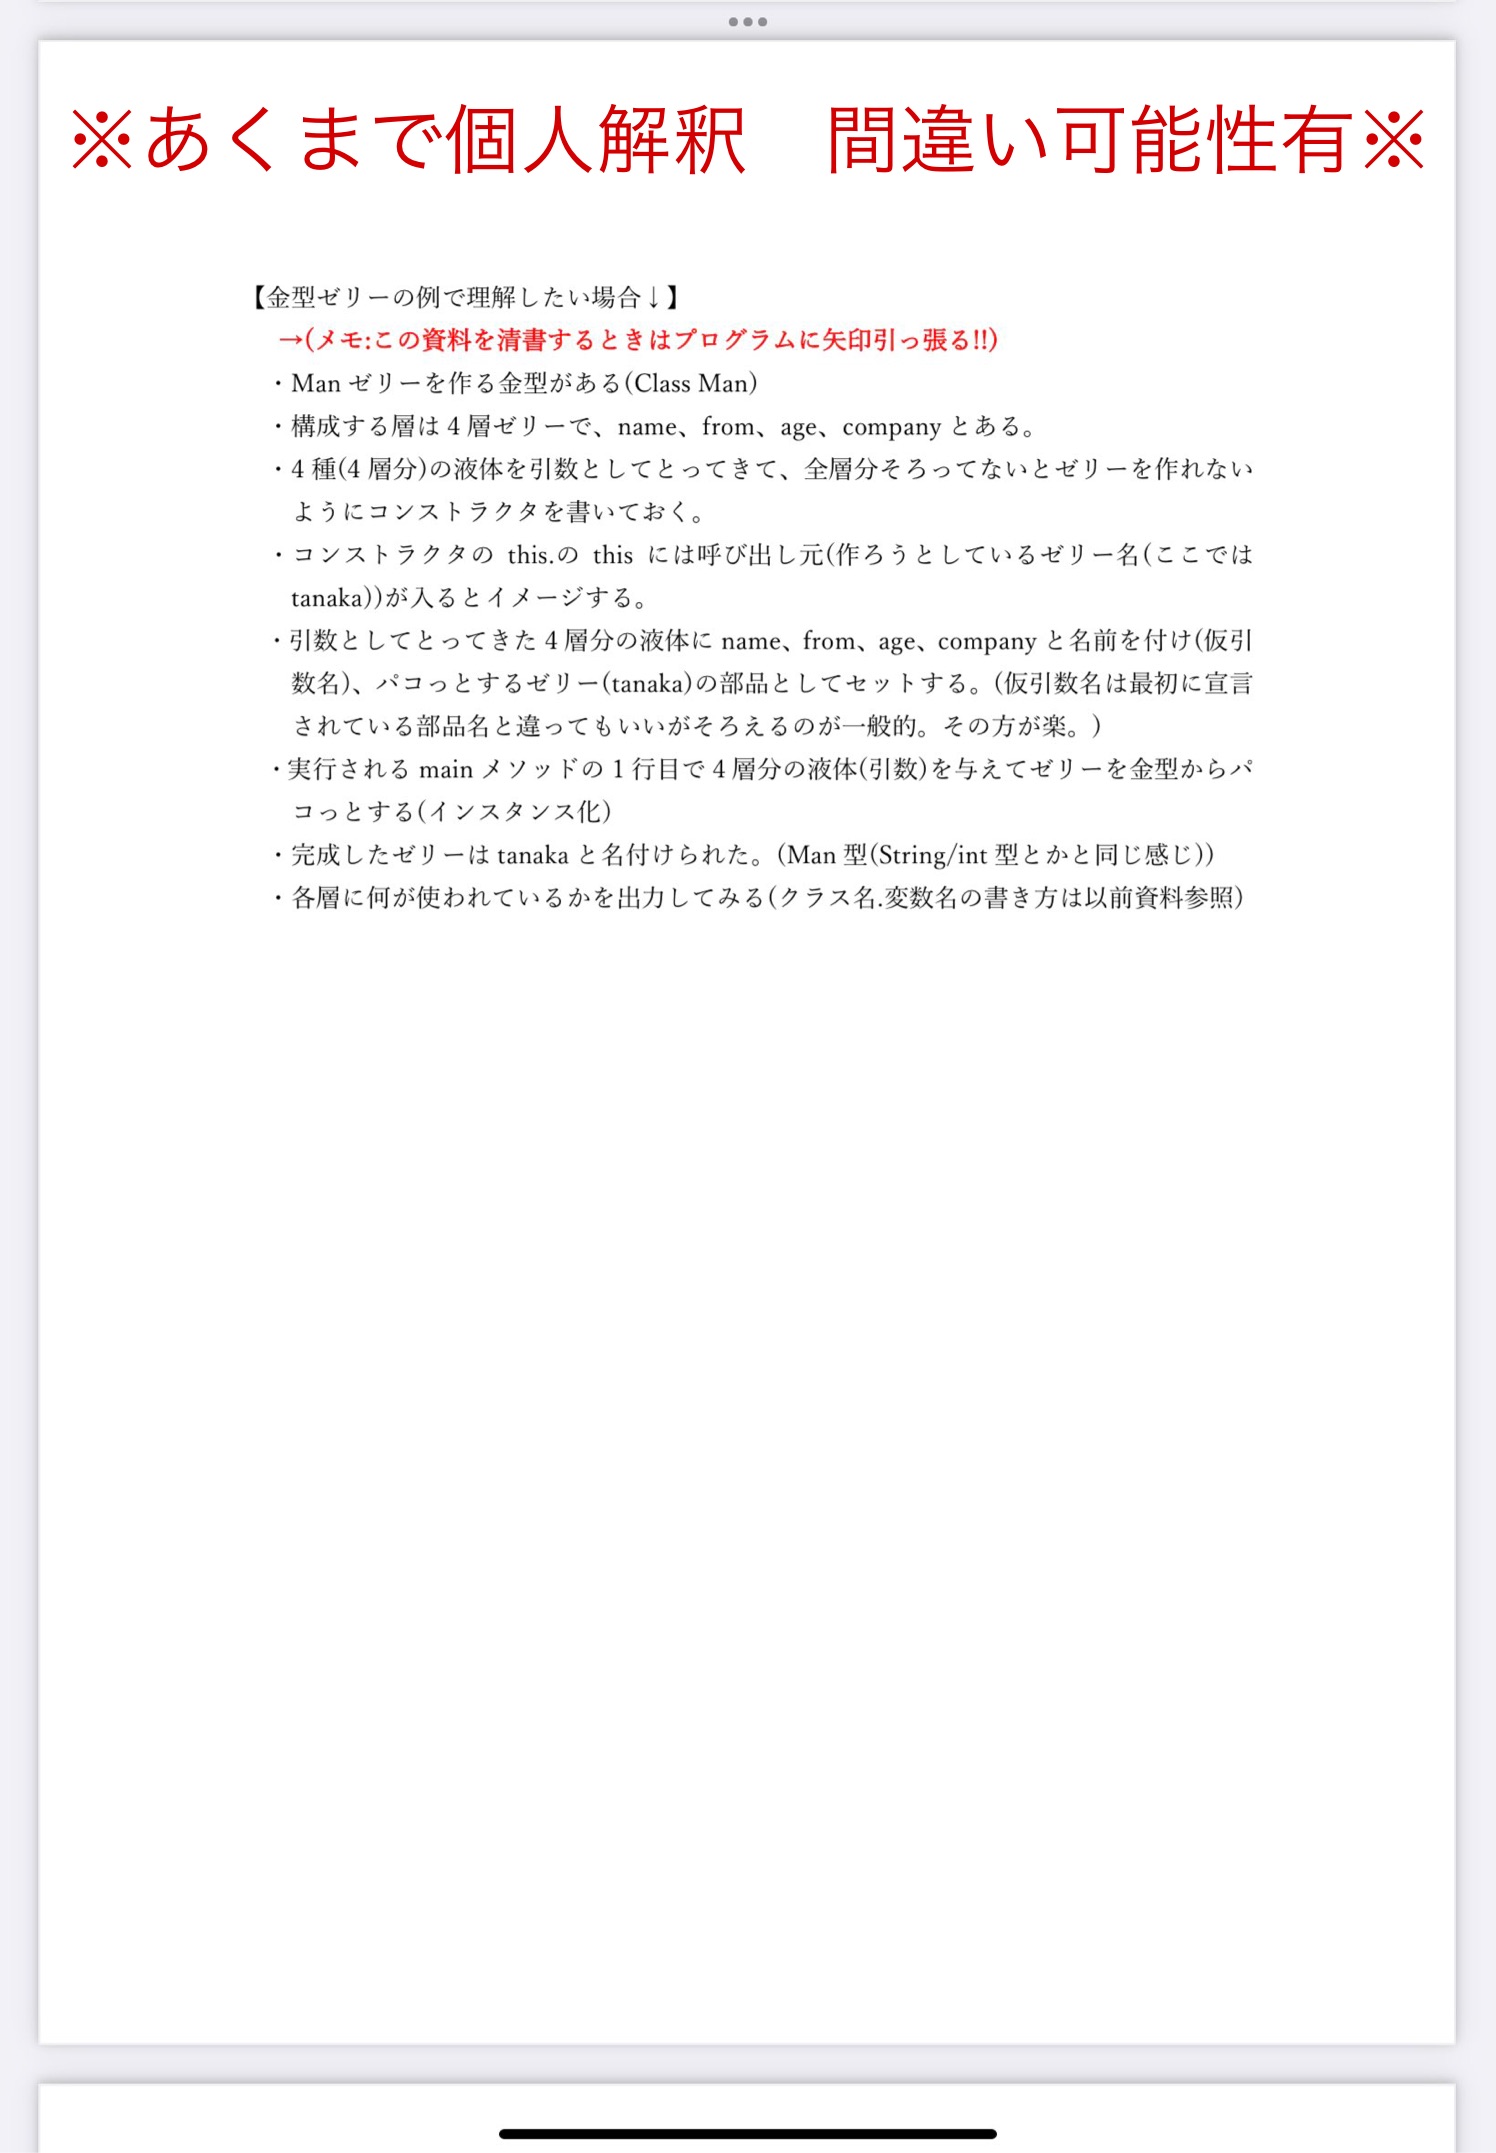 ※あくまで個人解釈　間違い可能性有※
【金型ゼリーの例で理解したい場合↓】
→(メモ:この資料を清書するときはプログラムに矢印引っ張る!!)
・Man ゼリーを作る金型がある(Class Man)
・構成する層は 4 層ゼリーで、name、from、age、company とある。
・4 種(4 層分)の液体を引数としてとってきて、全層分そろってないとゼリーを作れない
ようにコンストラクタを書いておく。
・コンストラクタの this.の this には呼び出し元(作ろうとしているゼリー名(ここでは
tanaka))が入るとイメージする。
・引数としてとってきた 4 層分の液体に name、from、age、company と名前を付け(仮引
数名)、パコっとするゼリー(tanaka)の部品としてセットする。(仮引数名は最初に宣言
されている部品名と違ってもいいがそろえるのが一般的。その方が楽。)
・実行される main メソッドの 1 行目で 4 層分の液体(引数)を与えてゼリーを金型からパ
コっとする(インスタンス化)
・完成したゼリーは tanaka と名付けられた。(Man 型(String/int 型とかと同じ感じ))
・各層に何が使われているかを出力してみる(クラス名.変数名の書き方は以前資料参照)